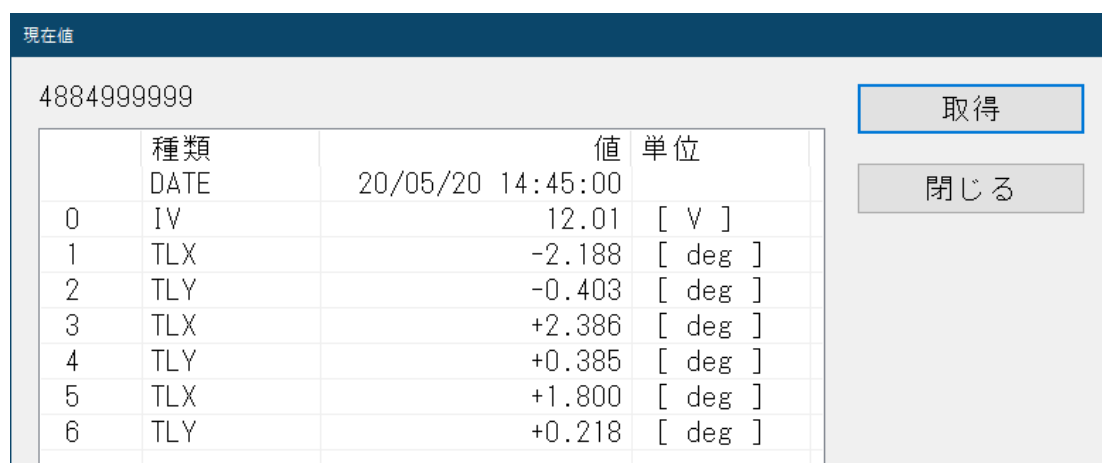 現在値
4884999999
取得
閉じる
種類 値 単位
DATE 20/05/20 14:45:00
0 IV 12.01 [ V ]
1 TLX -2.188 [ deg ]
2 TLY -0.403 [ deg ]
3 TLX +2.386 [ deg ]
4 TLY +0.385 [ deg ]
5 TLX +1.800 [ deg ]
6 TLY +0.218 [ deg ]